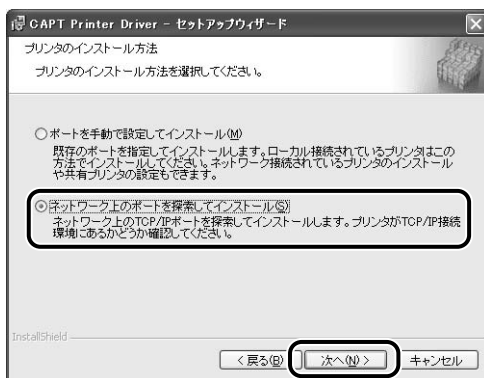 CAPT Printer Driver - セットアップウィザード
プリンタのインストール方法
プリンタのインストール方法を選択してください。
ポートを手動で設定してインストール(M)
既存のポートを指定してインストールします。ローカル接続されているプリンタはこの
方法でインストールしてください。ネットワーク接続されているプリンタのインストール
や共有プリンタの設定もできます。
ネットワーク上のポートを探索してインストール(S)
ネットワーク上のTCP/IPポートを探索してインストールします。プリンタがTCP/IP接続
環境にあるかどうか確認してください。
InstallShield
< 戻る(B)
次へ(N) >
キャンセル